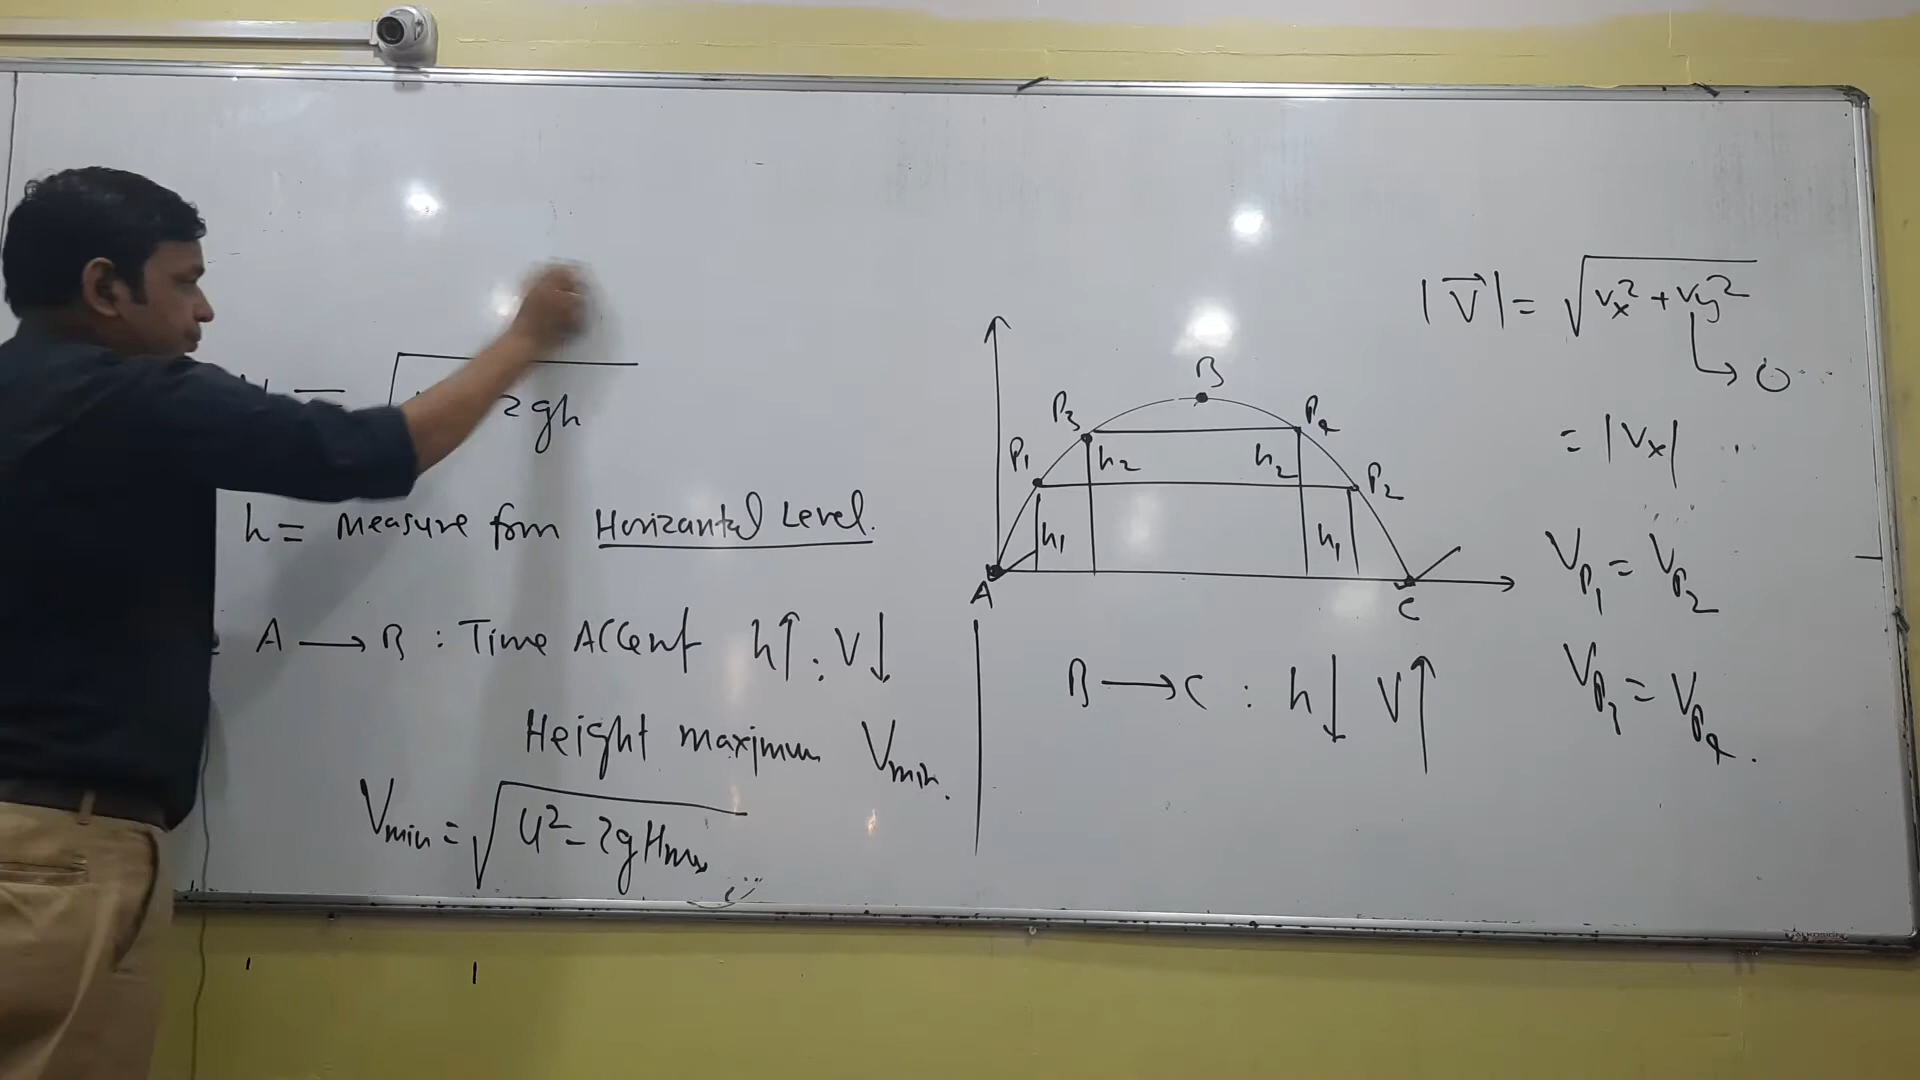 2gh
h = measure form Horizantal Level.
A → B : Time Accent h↑ : V↓
Height maximum Vmin.
Vmin = √u² - 2gHmax
B
P3
P4
P1
P2
h2
h2
h1
h1
A
C
B → C : h↓ V↑
|V⃗| = √Vx² + Vy²
→ 0
= |Vx|
VP1 = VP2
VP3 = VP4.